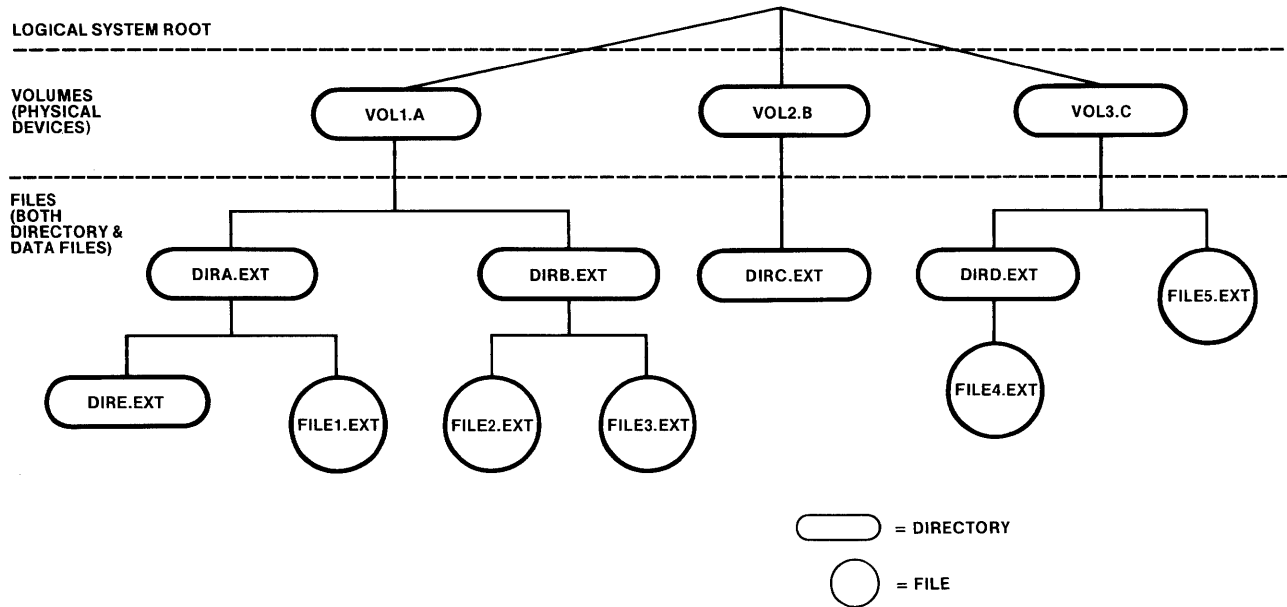 LOGICAL SYSTEM ROOT
VOLUMES
(PHYSICAL
DEVICES)
VOL1.A
VOL2.B
VOL3.C
FILES
(BOTH
DIRECTORY &
DATA FILES)
DIRA.EXT
DIRB.EXT
DIRC.EXT
DIRD.EXT
FILE5.EXT
DIRE.EXT
FILE1.EXT
FILE2.EXT
FILE3.EXT
FILE4.EXT
= DIRECTORY
= FILE